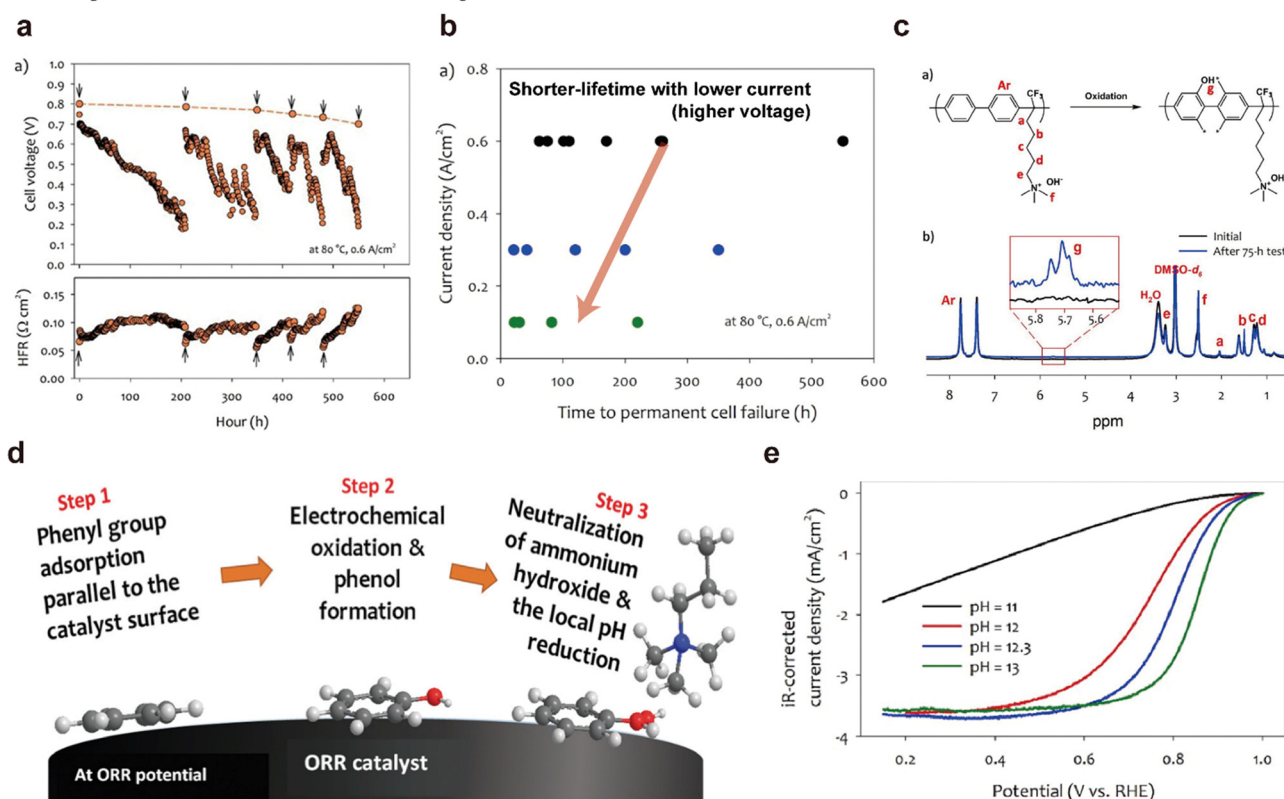 a
a)
Cell voltage (V)
0.8
0.7
0.6
0.5
0.4
0.3
0.2
0.1
0.0
at 80 °C, 0.6 A/cm²
HFR (Ω cm²)
0.15
0.10
0.05
0.00
0 100 200 300 400 500 600
Hour (h)
b
a)
Shorter-lifetime with lower current
(higher voltage)
Current density (A/cm²)
0.8
0.6
0.4
0.2
0.0
at 80 °C, 0.6 A/cm²
0 100 200 300 400 500 600
Time to permanent cell failure (h)
c
a)
Ar
CF₃
a
b
c
d
e
N⁺
OH⁻
f
Oxidation
OH*
g
CF₃
N⁺
OH
b)
Initial
After 75-h test
g
5.8 5.7 5.6
Ar
H₂O
e
DMSO-d₆
f
a
b
c
d
8 7 6 5 4 3 2 1
ppm
d
Step 1
Phenyl group
adsorption
parallel to the
catalyst surface
Step 2
Electrochemical
oxidation &
phenol
formation
Step 3
Neutralization
of ammonium
hydroxide &
the local pH
reduction
At ORR potential
ORR catalyst
e
iR-corrected
current density (mA/cm²)
0
-1
-2
-3
-4
pH = 11
pH = 12
pH = 12.3
pH = 13
0.2 0.4 0.6 0.8 1.0
Potential (V vs. RHE)